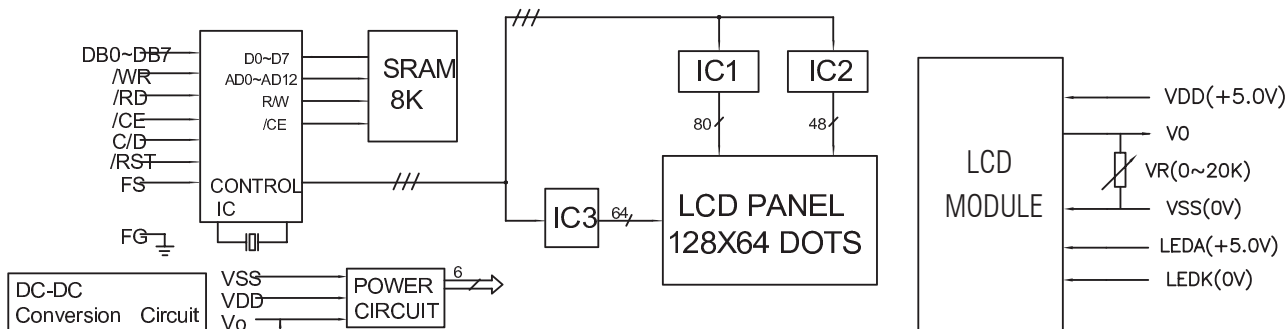 DB0~DB7
/WR
/RD
/CE
C/D
/RST
FS
FG
D0~D7
AD0~AD12
R/W
/CE
CONTROL
IC
SRAM
8K
IC1
IC2
80
48
IC3
64
LCD PANEL
128X64 DOTS
DC-DC
Conversion Circuit
VSS
VDD
Vo
POWER
CIRCUIT
6
LCD
MODULE
VDD(+5.0V)
V0
VR(0~20K)
VSS(0V)
LEDA(+5.0V)
LEDK(0V)